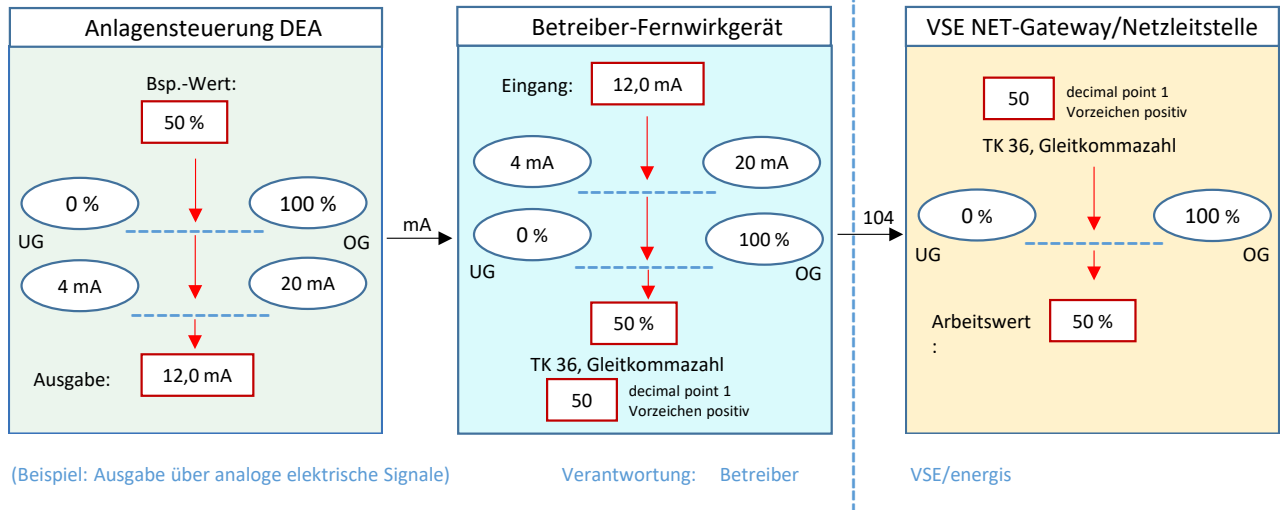 Anlagensteuerung DEA
Bsp.-Wert:
50 %
0 %
100 %
UG
OG
4 mA
20 mA
Ausgabe:
12,0 mA
mA
Betreiber-Fernwirkgerät
Eingang:
12,0 mA
4 mA
20 mA
0 %
100 %
UG
OG
50 %
TK 36, Gleitkommazahl
50
decimal point 1
Vorzeichen positiv
104
VSE NET-Gateway/Netzleitstelle
50
decimal point 1
Vorzeichen positiv
TK 36, Gleitkommazahl
0 %
100 %
UG
OG
Arbeitswert
:
50 %
(Beispiel: Ausgabe über analoge elektrische Signale)
Verantwortung: Betreiber
VSE/energis